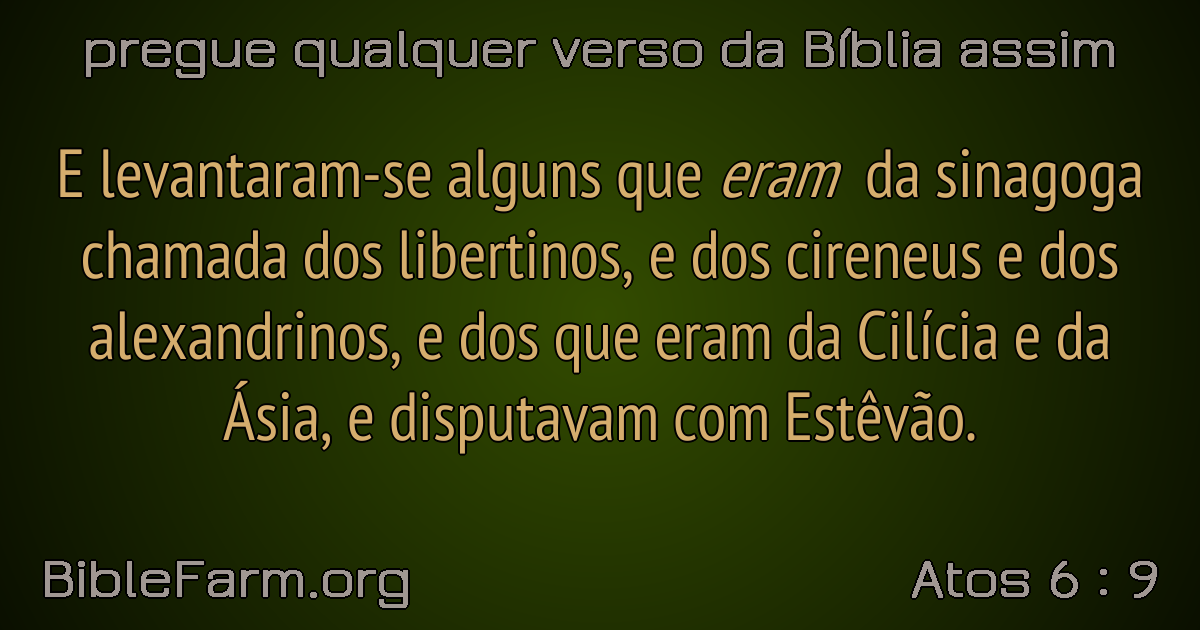 pregue qualquer verso da Bíblia assim
E levantaram-se alguns que eram da sinagoga
chamada dos libertinos, e dos cireneus e dos
alexandrinos, e dos que eram da Cilícia e da
Ásia, e disputavam com Estêvão.
BibleFarm.org
Atos 6 : 9